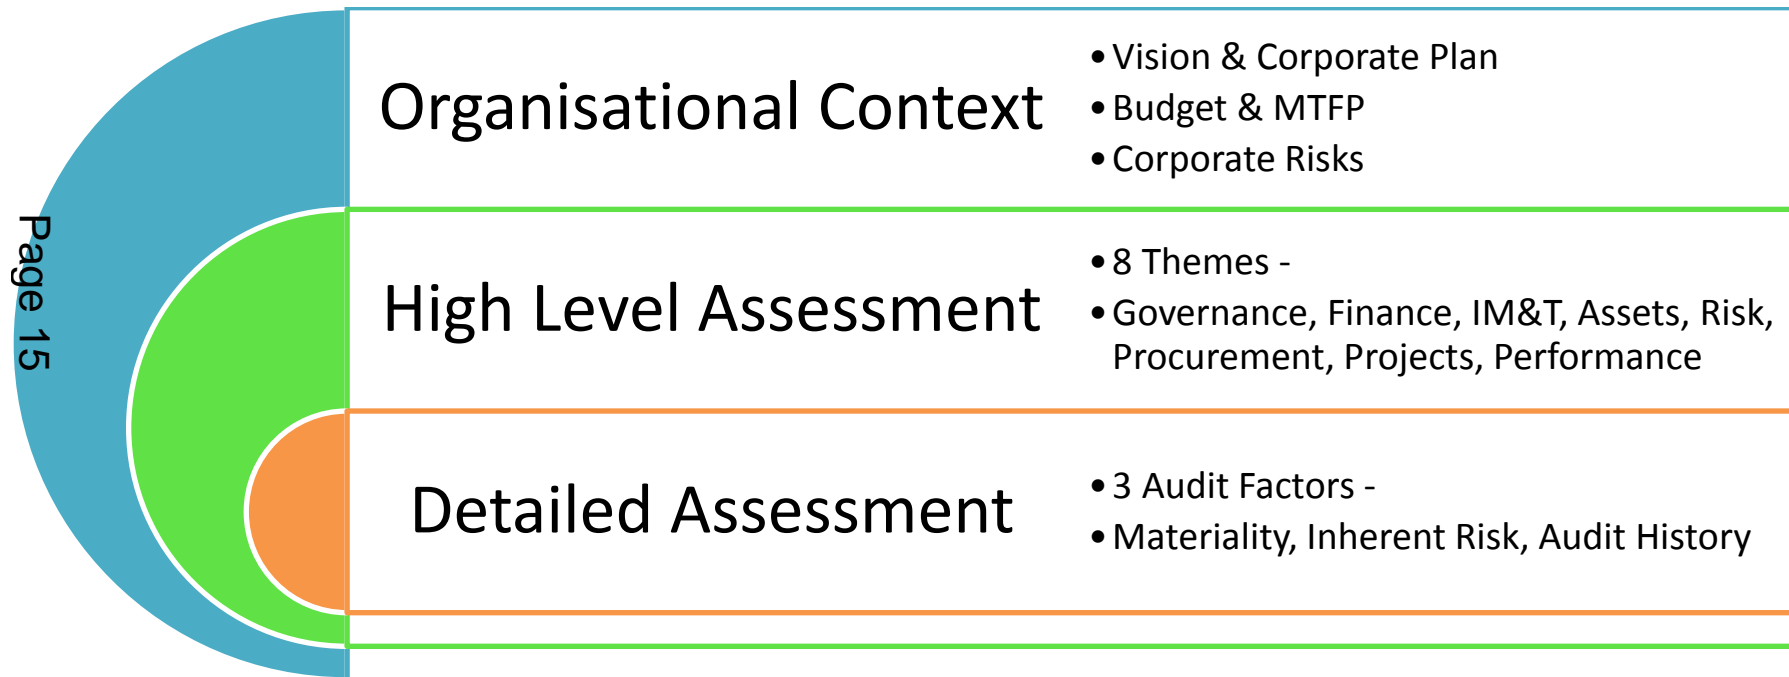 Page 15
Organisational Context
•Vision & Corporate Plan
•Budget & MTFP
•Corporate Risks
High Level Assessment
•8 Themes -
•Governance, Finance, IM&T, Assets, Risk,
Procurement, Projects, Performance
Detailed Assessment
•3 Audit Factors -
•Materiality, Inherent Risk, Audit History